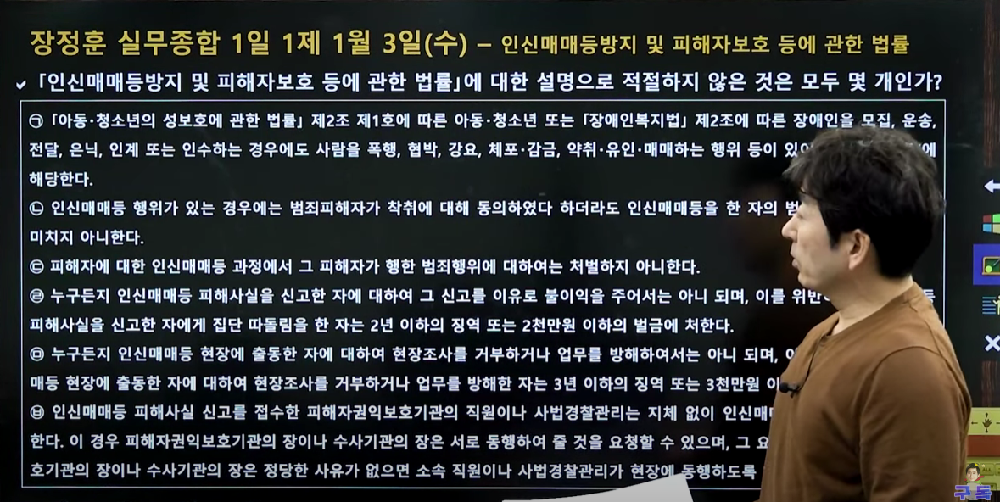 장정훈 실무종합 1일 1제 1월 3일(수) – 인신매매등방지 및 피해자보호 등에 관한 법률
「인신매매등방지 및 피해자보호 등에 관한 법률」에 대한 설명으로 적절하지 않은 것은 모두 몇 개인가?
㉠ 「아동·청소년의 성보호에 관한 법률」 제2조 제1호에 따른 아동·청소년 또는 「장애인복지법」 제2조에 따른 장애인을 모집, 운송,
전달, 은닉, 인계 또는 인수하는 경우에도 사람을 폭행, 협박, 강요, 체포·감금, 약취·유인·매매하는 행위 등이
해당한다.
㉡ 인신매매등 행위가 있는 경우에는 범죄피해자가 착취에 대해 동의하였다 하더라도 인신매매등을 한 자의
미치지 아니한다.
㉢ 피해자에 대한 인신매매등 과정에서 그 피해자가 행한 범죄행위에 대하여는 처벌하지 아니한다.
㉣ 누구든지 인신매매등 피해사실을 신고한 자에 대하여 그 신고를 이유로 불이익을 주어서는 아니 되며, 이를
피해사실을 신고한 자에게 집단 따돌림을 한 자는 2년 이하의 징역 또는 2천만원 이하의 벌금에 처한다.
㉤ 누구든지 인신매매등 현장에 출동한 자에 대하여 현장조사를 거부하거나 업무를 방해하여서는 아니 되며,
매등 현장에 출동한 자에 대하여 현장조사를 거부하거나 업무를 방해한 자는 3년 이하의 징역 또는 3천만원
㉥ 인신매매등 피해사실 신고를 접수한 피해자권익보호기관의 직원이나 사법경찰관리는 지체 없이
한다. 이 경우 피해자권익보호기관의 장이나 수사기관의 장은 서로 동행하여 줄 것을 요청할 수 있으며, 그
호기관의 장이나 수사기관의 장은 정당한 사유가 없으면 소속 직원이나 사법경찰관리가 현장에 동행하도록
구독